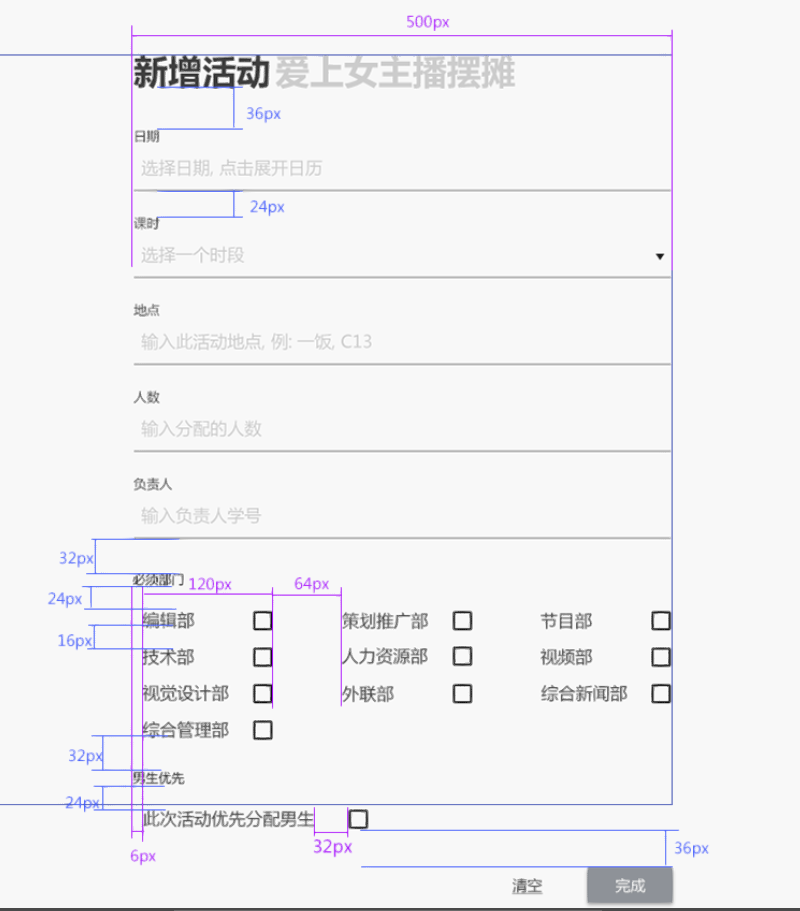 500px
新增活动 爱上女主播摆摊
36px
日期
选择日期, 点击展开日历
24px
课时
选择一个时段
地点
输入此活动地点, 例: 一饭, C13
人数
输入分配的人数
负责人
输入负责人学号
32px
必须部门 120px 64px
24px
编辑部 策划推广部 节目部
16px
技术部 人力资源部 视频部
视觉设计部 外联部 综合新闻部
综合管理部
32px
男生优先
24px
此次活动优先分配男生
32px
36px
6px
清空 完成